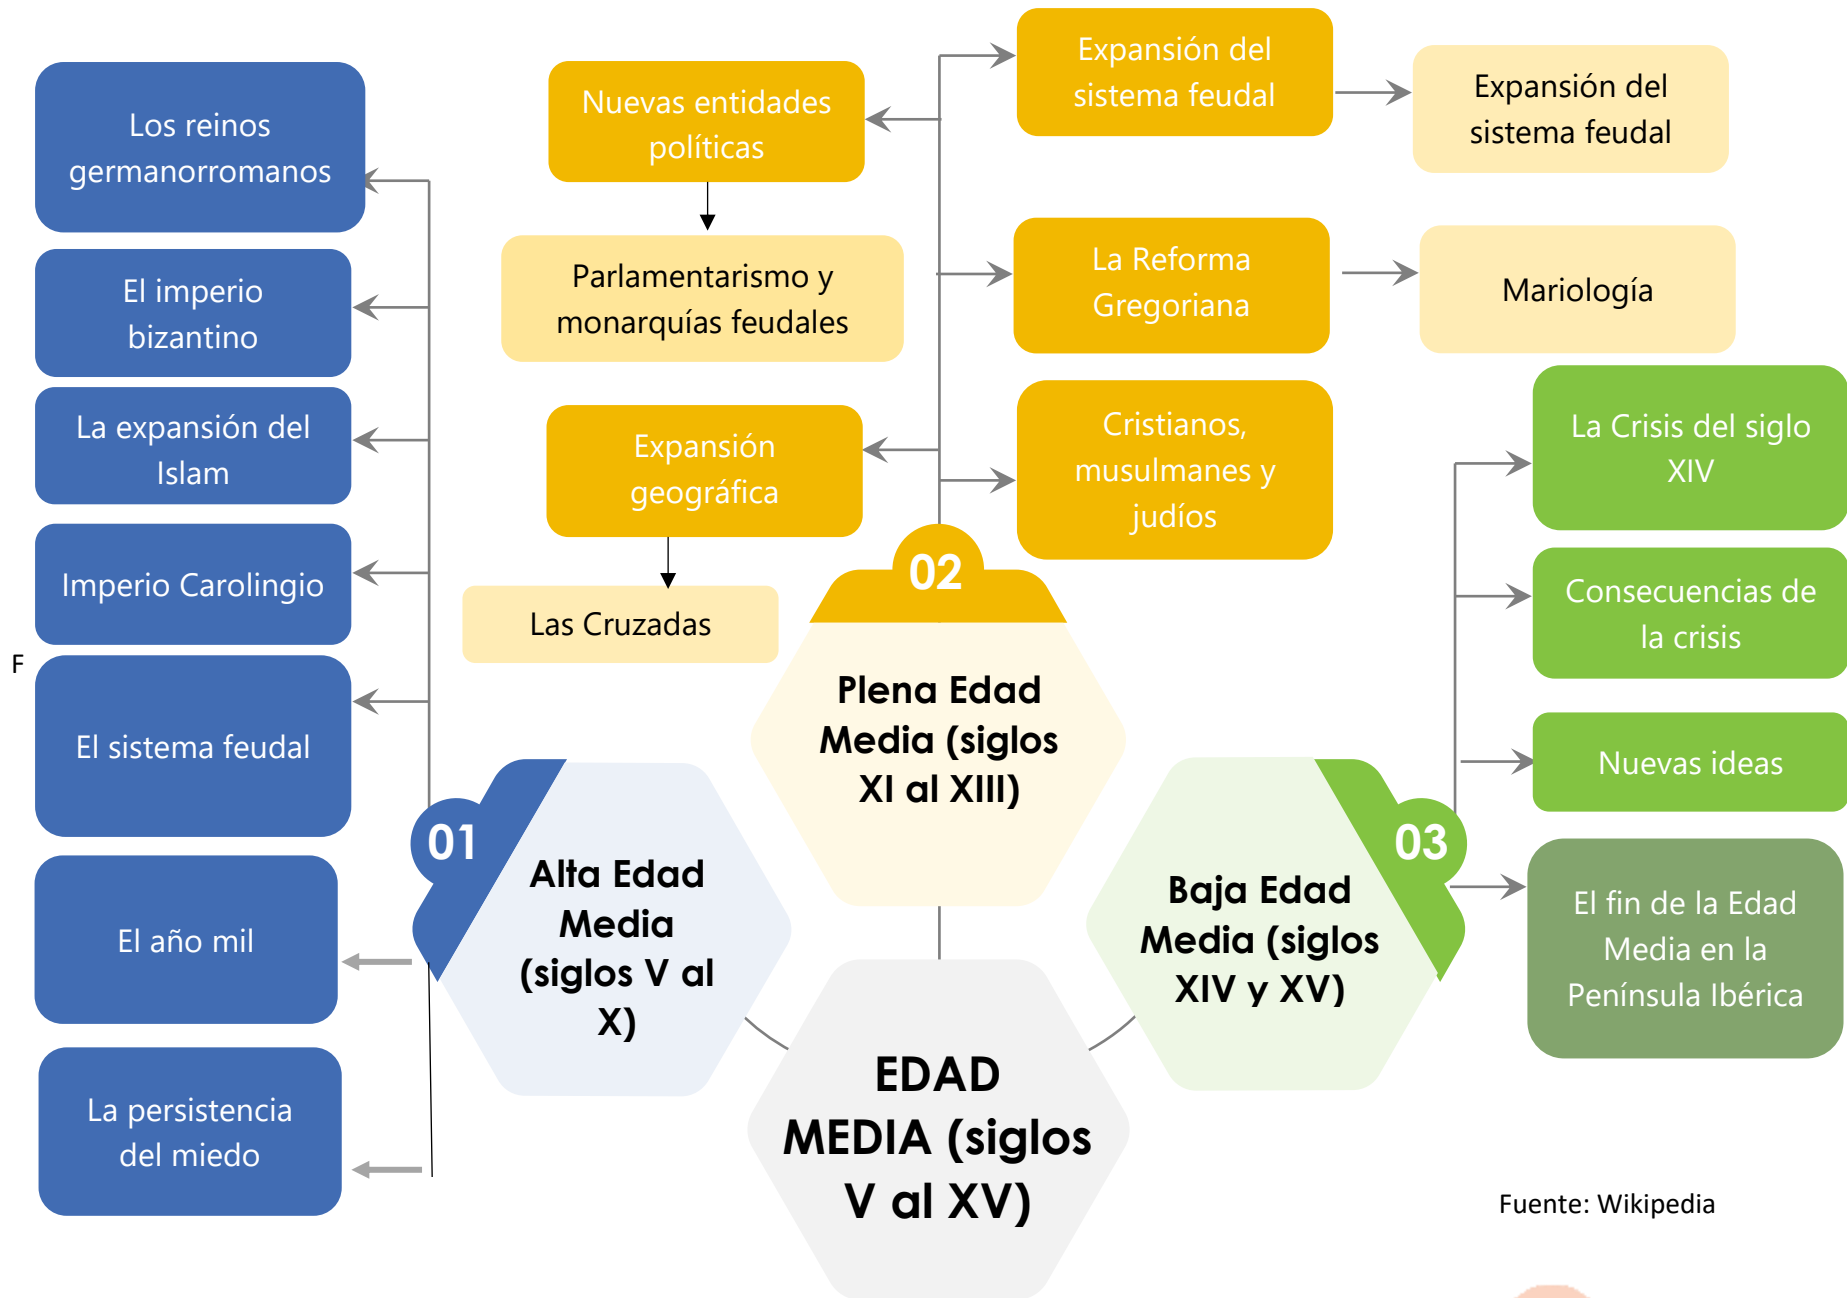 Los reinos
germanorromanos
El imperio
bizantino
La expansión del
Islam
Imperio Carolingio
F
El sistema feudal
El año mil
La persistencia
del miedo
01
Alta Edad
Media
(siglos V al
X)
Nuevas entidades
políticas
Parlamentarismo y
monarquías feudales
Expansión
geográfica
Las Cruzadas
Expansión del
sistema feudal
Expansión del
sistema feudal
La Reforma
Gregoriana
Mariología
Cristianos,
musulmanes y
judíos
02
Plena Edad
Media (siglos
XI al XIII)
La Crisis del siglo
XIV
Consecuencias de
la crisis
Nuevas ideas
El fin de la Edad
Media en la
Península Ibérica
03
Baja Edad
Media (siglos
XIV y XV)
EDAD
MEDIA (siglos
V al XV)
Fuente: Wikipedia